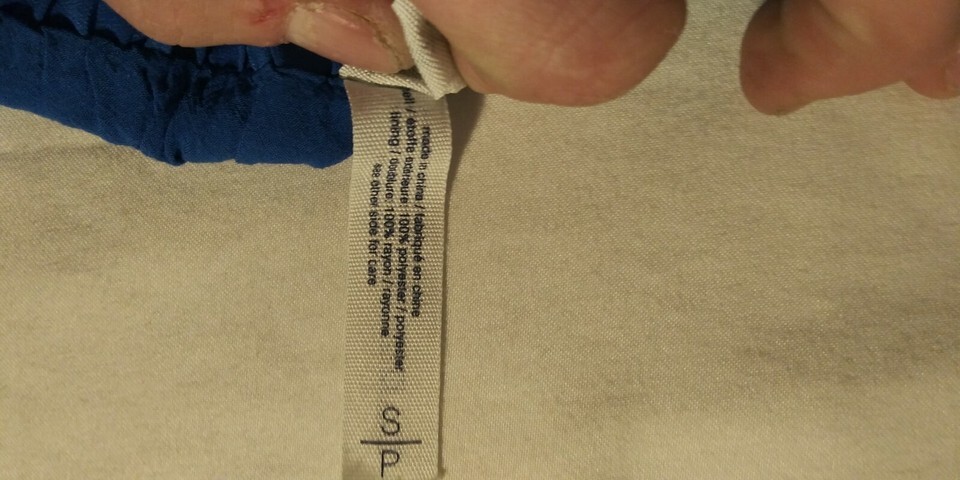 made in china / fabriqué en chine
shell / étoffe extérieure 100% polyester / polyester
lining / doublure 100% rayon / rayonne
see other side for care
S|P